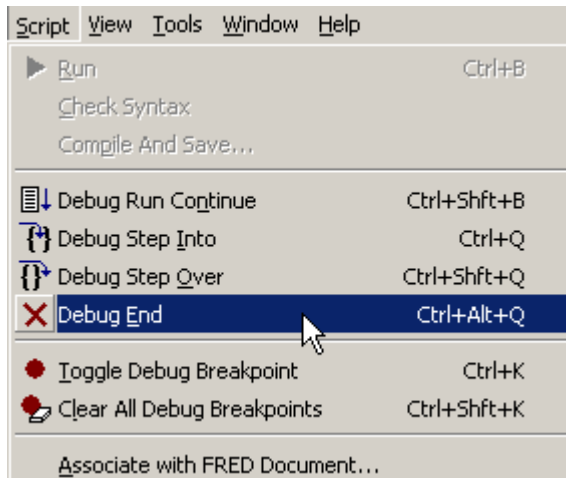 Script View Tools Window Help
Run Ctrl+B
Check Syntax
Compile And Save...
Debug Run Continue Ctrl+Shft+B
Debug Step Into Ctrl+Q
Debug Step Over Ctrl+Shft+Q
Debug End Ctrl+Alt+Q
Toggle Debug Breakpoint Ctrl+K
Clear All Debug Breakpoints Ctrl+Shft+K
Associate with FRED Document...